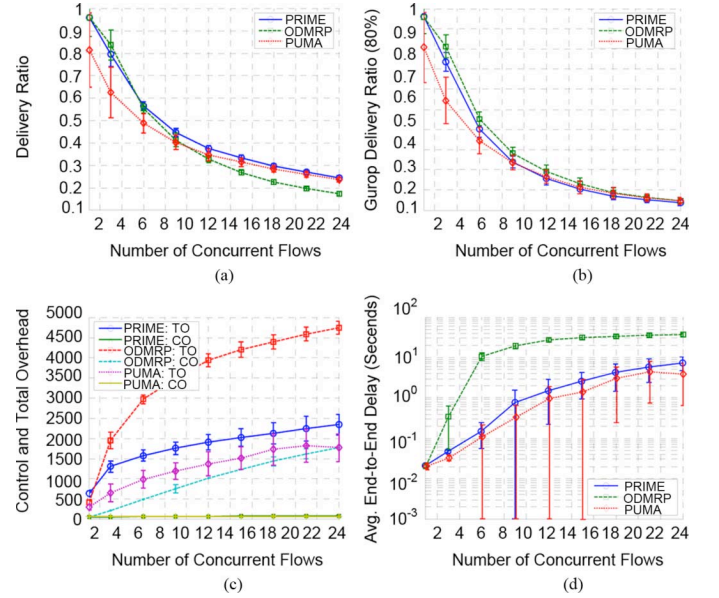 1
0.9
0.8
0.7
0.6
0.5
0.4
0.3
0.2
0.1
Delivery Ratio
PRIME
ODMRP
PUMA
2 4 6 8 10 12 14 16 18 20 22 24
Number of Concurrent Flows
(a)
1
0.9
0.8
0.7
0.6
0.5
0.4
0.3
0.2
0.1
Gurop Delivery Ratio (80%)
PRIME
ODMRP
PUMA
2 4 6 8 10 12 14 16 18 20 22 24
Number of Concurrent Flows
(b)
5000
4500
4000
3500
3000
2500
2000
1500
1000
500
0
Control and Total Overhead
PRIME: TO
PRIME: CO
ODMRP: TO
ODMRP: CO
PUMA: TO
PUMA: CO
2 4 6 8 10 12 14 16 18 20 22 24
Number of Concurrent Flows
(c)
10^2
10^1
10^0
10^-1
10^-2
10^-3
Avg. End-to-End Delay (Secends)
PRIME
ODMRP
PUMA
2 4 6 8 10 12 14 16 18 20 22 24
Number of Concurrent Flows
(d)